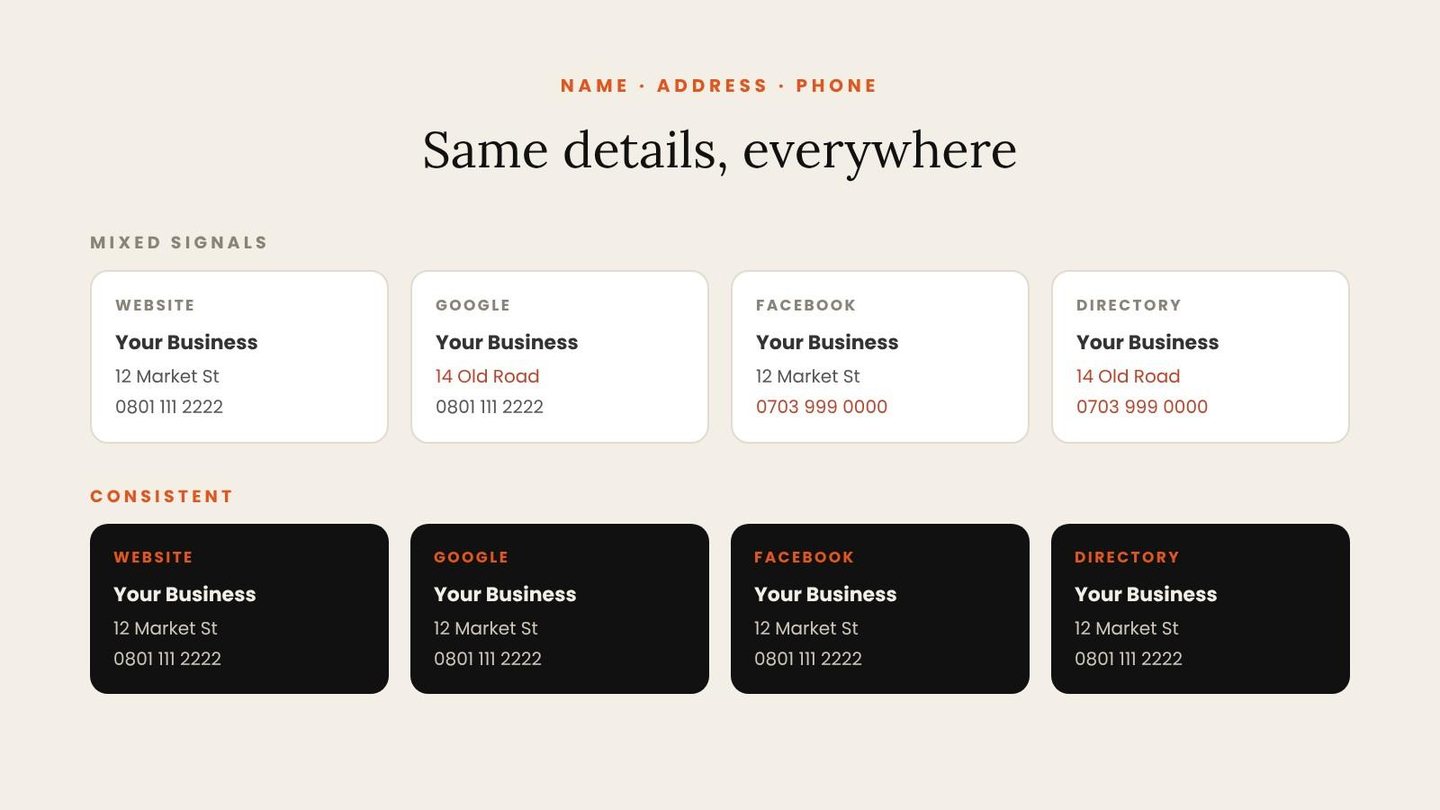 NAME · ADDRESS · PHONE
Same details, everywhere
MIXED SIGNALS
WEBSITE
Your Business
12 Market St
0801 111 2222
GOOGLE
Your Business
14 Old Road
0801 111 2222
FACEBOOK
Your Business
12 Market St
0703 999 0000
DIRECTORY
Your Business
14 Old Road
0703 999 0000
CONSISTENT
WEBSITE
Your Business
12 Market St
0801 111 2222
GOOGLE
Your Business
12 Market St
0801 111 2222
FACEBOOK
Your Business
12 Market St
0801 111 2222
DIRECTORY
Your Business
12 Market St
0801 111 2222